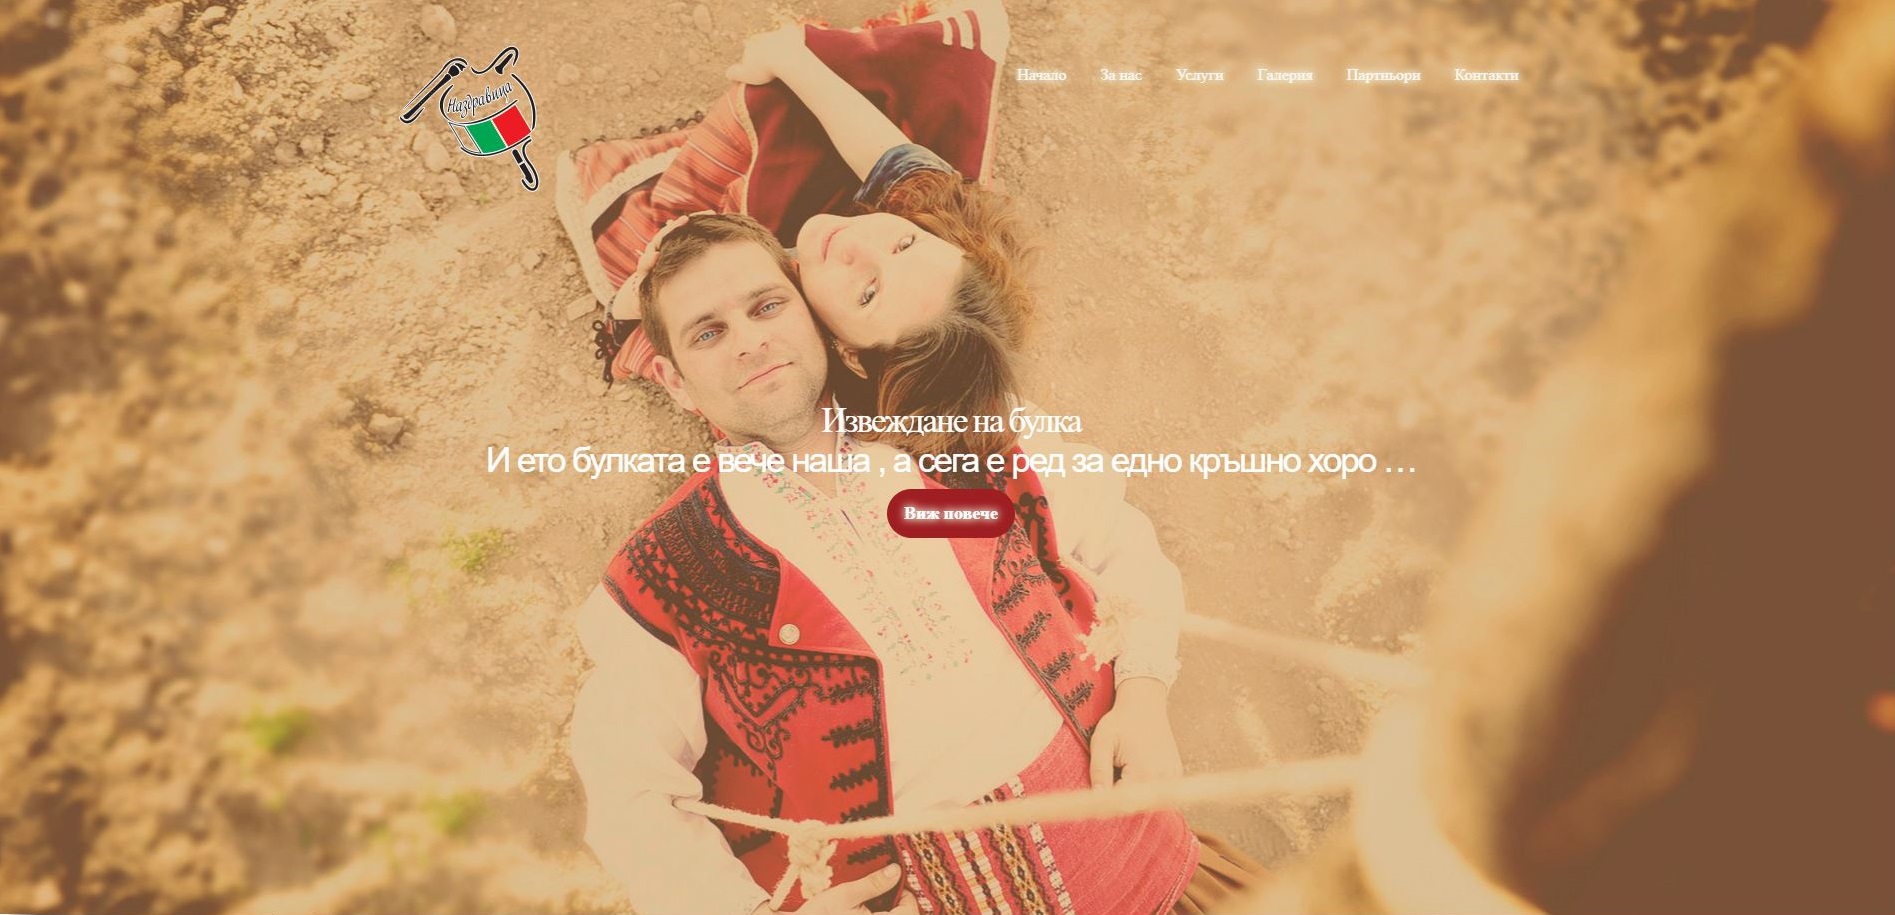 Наздравица
Начало За нас Услуги Галерия Партньори Контакти
Извеждане на булка
И ето булката е вече наша , а сега е ред за едно кръшно хоро …
Виж повече